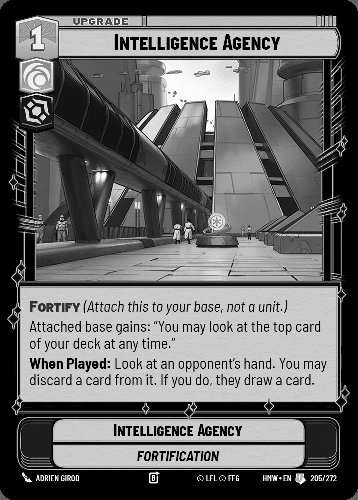 UPGRADE
1
INTELLIGENCE AGENCY
FORTIFY (Attach this to your base, not a unit.)
Attached base gains: “You may look at the top card
of your deck at any time.”
When Played: Look at an opponent’s hand. You may
discard a card from it. If you do, they draw a card.
INTELLIGENCE AGENCY
FORTIFICATION
ADRIEN GIROD
© LFL © FFG
HMW • EN
205/272